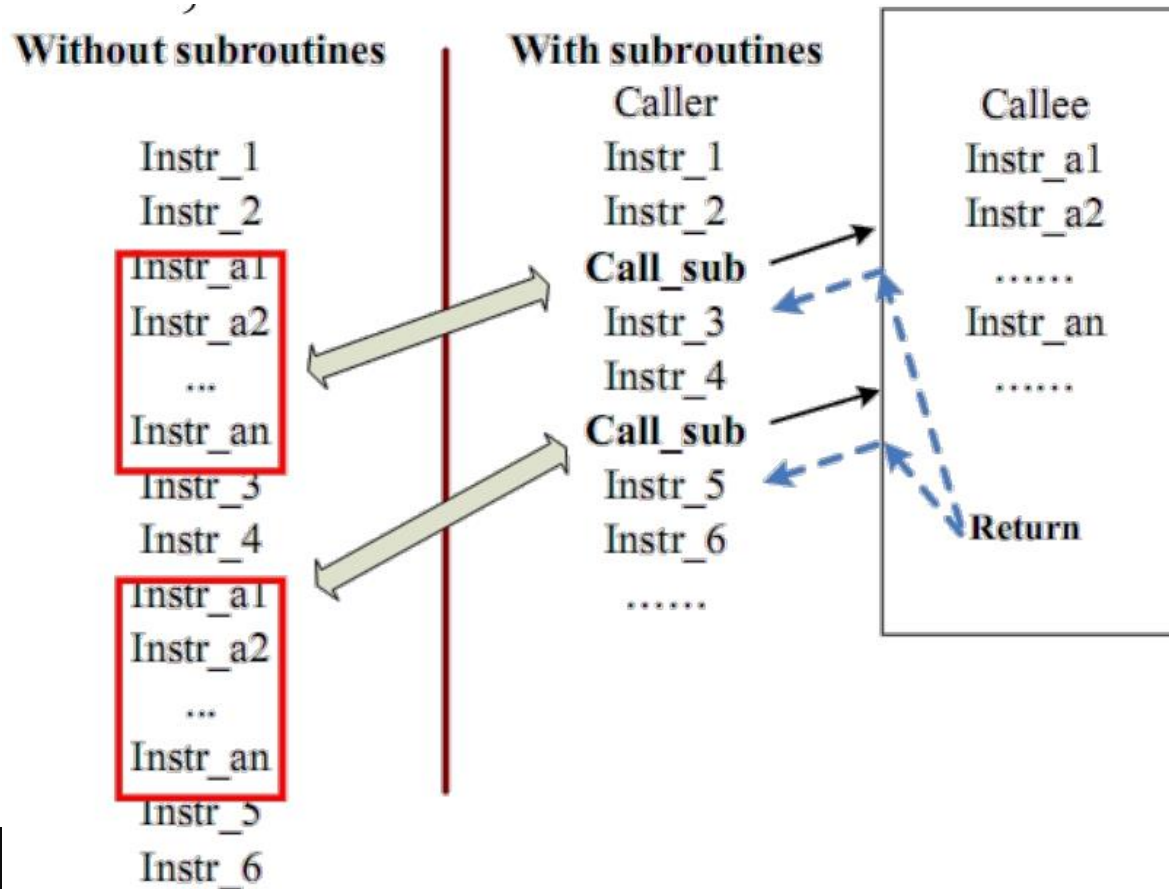 Without subroutines
Instr_1
Instr_2
Instr_a1
Instr_a2
...
Instr_an
Instr_3
Instr_4
Instr_a1
Instr_a2
...
Instr_an
Instr_5
Instr_6
With subroutines
Caller
Instr_1
Instr_2
Call_sub
Instr_3
Instr_4
Call_sub
Instr_5
Instr_6
......
Callee
Instr_a1
Instr_a2
......
Instr_an
......
Return